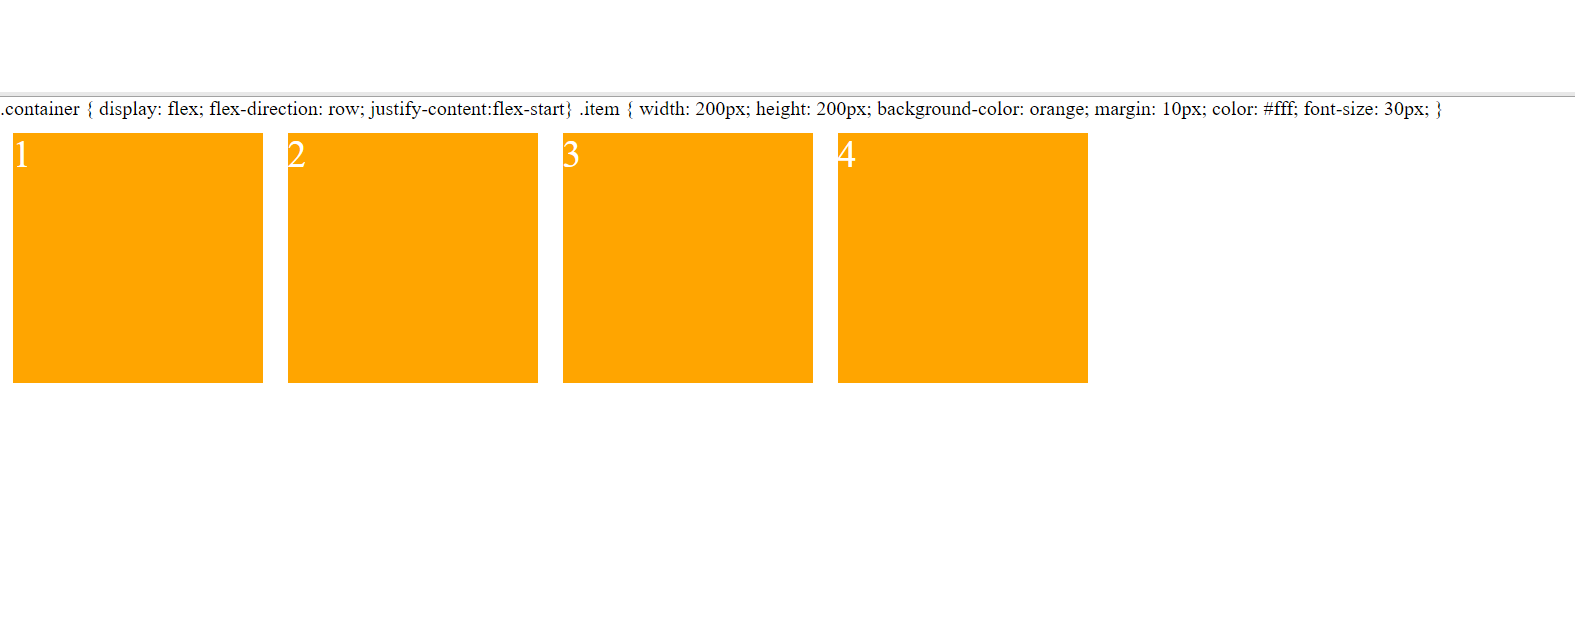 .container { display: flex; flex-direction: row; justify-content:flex-start} .item { width: 200px; height: 200px; background-color: orange; margin: 10px; color: #fff; font-size: 30px; }
1 2 3 4